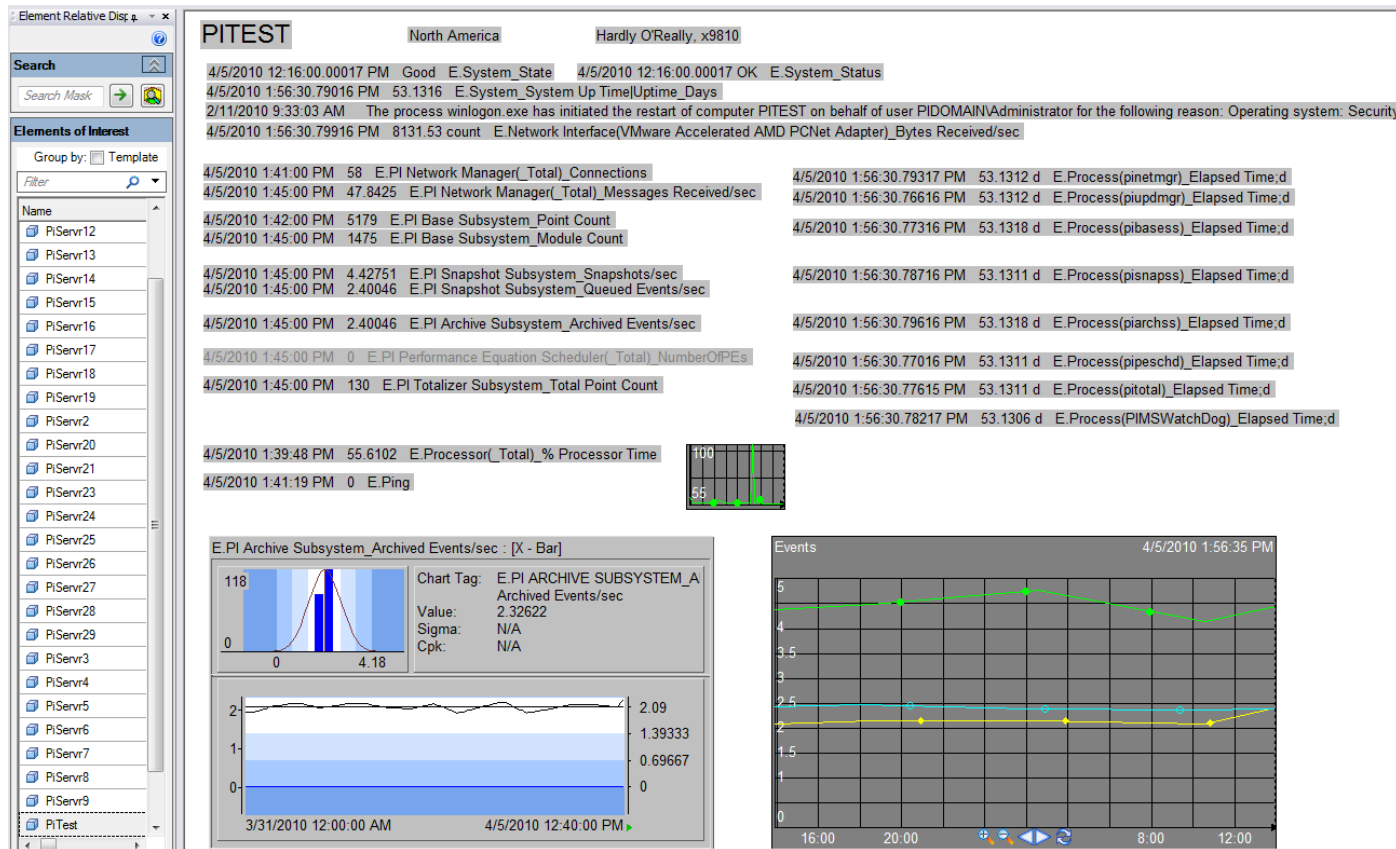 Element Relative Disp
Search
Search Mask
Elements of Interest
Group by: Template
Filter
Name
PiServr12
PiServr13
PiServr14
PiServr15
PiServr16
PiServr17
PiServr18
PiServr19
PiServr2
PiServr20
PiServr21
PiServr23
PiServr24
PiServr25
PiServr26
PiServr27
PiServr28
PiServr29
PiServr3
PiServr4
PiServr5
PiServr6
PiServr7
PiServr8
PiServr9
PiTest
PITEST North America Hardly O'Really, x9810
4/5/2010 12:16:00.00017 PM Good E.System_State 4/5/2010 12:16:00.00017 OK E.System_Status
4/5/2010 1:56:30.79016 PM 53.1316 E.System_System Up Time|Uptime_Days
2/11/2010 9:33:03 AM The process winlogon.exe has initiated the restart of computer PITEST on behalf of user PIDOMAIN\Administrator for the following reason: Operating system: Security
4/5/2010 1:56:30.79916 PM 8131.53 count E.Network Interface(VMware Accelerated AMD PCNet Adapter)_Bytes Received/sec
4/5/2010 1:41:00 PM 58 E.PI Network Manager(_Total)_Connections
4/5/2010 1:45:00 PM 47.8425 E.PI Network Manager(_Total)_Messages Received/sec
4/5/2010 1:42:00 PM 5179 E.PI Base Subsystem_Point Count
4/5/2010 1:45:00 PM 1475 E.PI Base Subsystem_Module Count
4/5/2010 1:45:00 PM 4.42751 E.PI Snapshot Subsystem_Snapshots/sec
4/5/2010 1:45:00 PM 2.40046 E.PI Snapshot Subsystem_Queued Events/sec
4/5/2010 1:45:00 PM 2.40046 E.PI Archive Subsystem_Archived Events/sec
4/5/2010 1:45:00 PM 0 E.PI Performance Equation Scheduler(_Total)_NumberOfPEs
4/5/2010 1:45:00 PM 130 E.PI Totalizer Subsystem_Total Point Count
4/5/2010 1:56:30.79317 PM 53.1312 d E.Process(pinetmgr)_Elapsed Time;d
4/5/2010 1:56:30.76616 PM 53.1312 d E.Process(piupdmgr)_Elapsed Time;d
4/5/2010 1:56:30.77316 PM 53.1318 d E.Process(pibasess)_Elapsed Time;d
4/5/2010 1:56:30.78716 PM 53.1311 d E.Process(pisnapss)_Elapsed Time;d
4/5/2010 1:56:30.79616 PM 53.1318 d E.Process(piarchss)_Elapsed Time;d
4/5/2010 1:56:30.77016 PM 53.1311 d E.Process(pipeschd)_Elapsed Time;d
4/5/2010 1:56:30.77615 PM 53.1311 d E.Process(pitotal)_Elapsed Time;d
4/5/2010 1:56:30.78217 PM 53.1306 d E.Process(PIMSWatchDog)_Elapsed Time;d
4/5/2010 1:39:48 PM 55.6102 E.Processor(_Total)_% Processor Time
4/5/2010 1:41:19 PM 0 E.Ping
100
55
E.PI Archive Subsystem_Archived Events/sec : [X - Bar]
118
0
0 4.18
Chart Tag: E.PI ARCHIVE SUBSYSTEM_A
Archived Events/sec
Value: 2.32622
Sigma: N/A
Cpk: N/A
2
1
0
2.09
1.39333
0.69667
0
3/31/2010 12:00:00 AM 4/5/2010 12:40:00 PM
Events 4/5/2010 1:56:35 PM
5
4
3.5
3
2.5
2
1.5
1
0
16:00 20:00 8:00 12:00